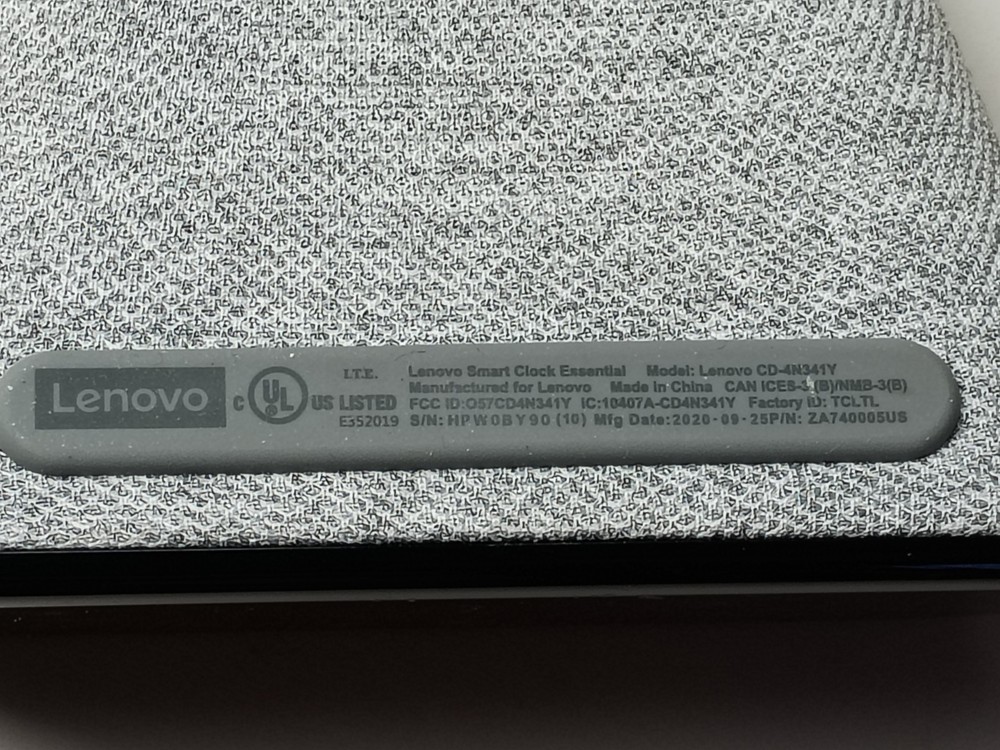 Lenovo
c UL US LISTED
I.T.E.
E352019
Lenovo Smart Clock Essential Model: Lenovo CD-4N341Y
Manufactured for Lenovo Made in China CAN ICES-3 (B)/NMB-3(B)
FCC ID:O57CD4N341Y IC:10407A-CD4N341Y Factory ID: TCLTL
S/N: HPW0BY90 (10) Mfg Date:2020-09-25P/N: ZA740005US